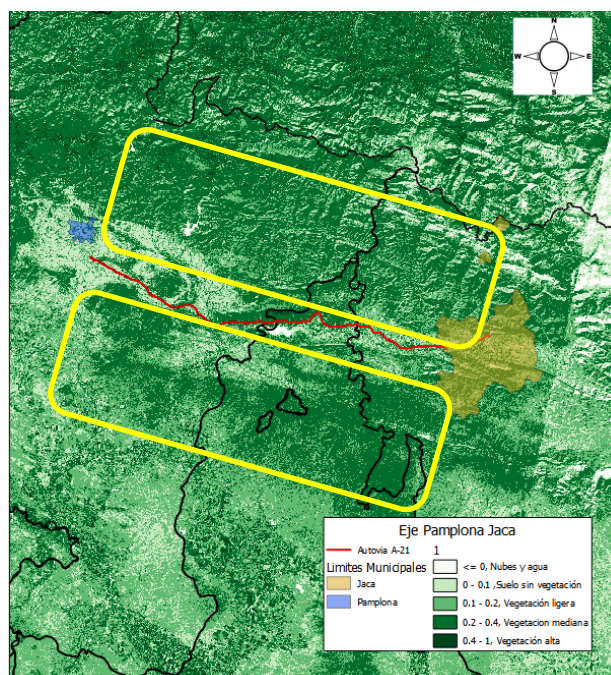 N
W E
S
Eje Pamplona Jaca
Autovia A-21
Limites Municipales
Jaca
Pamplona
1
<= 0, Nubes y agua
0 - 0.1 ,Suelo sin vegetación
0.1 - 0.2, Vegetación ligera
0.2 - 0.4, Vegetacion mediana
0.4 - 1, Vegetación alta